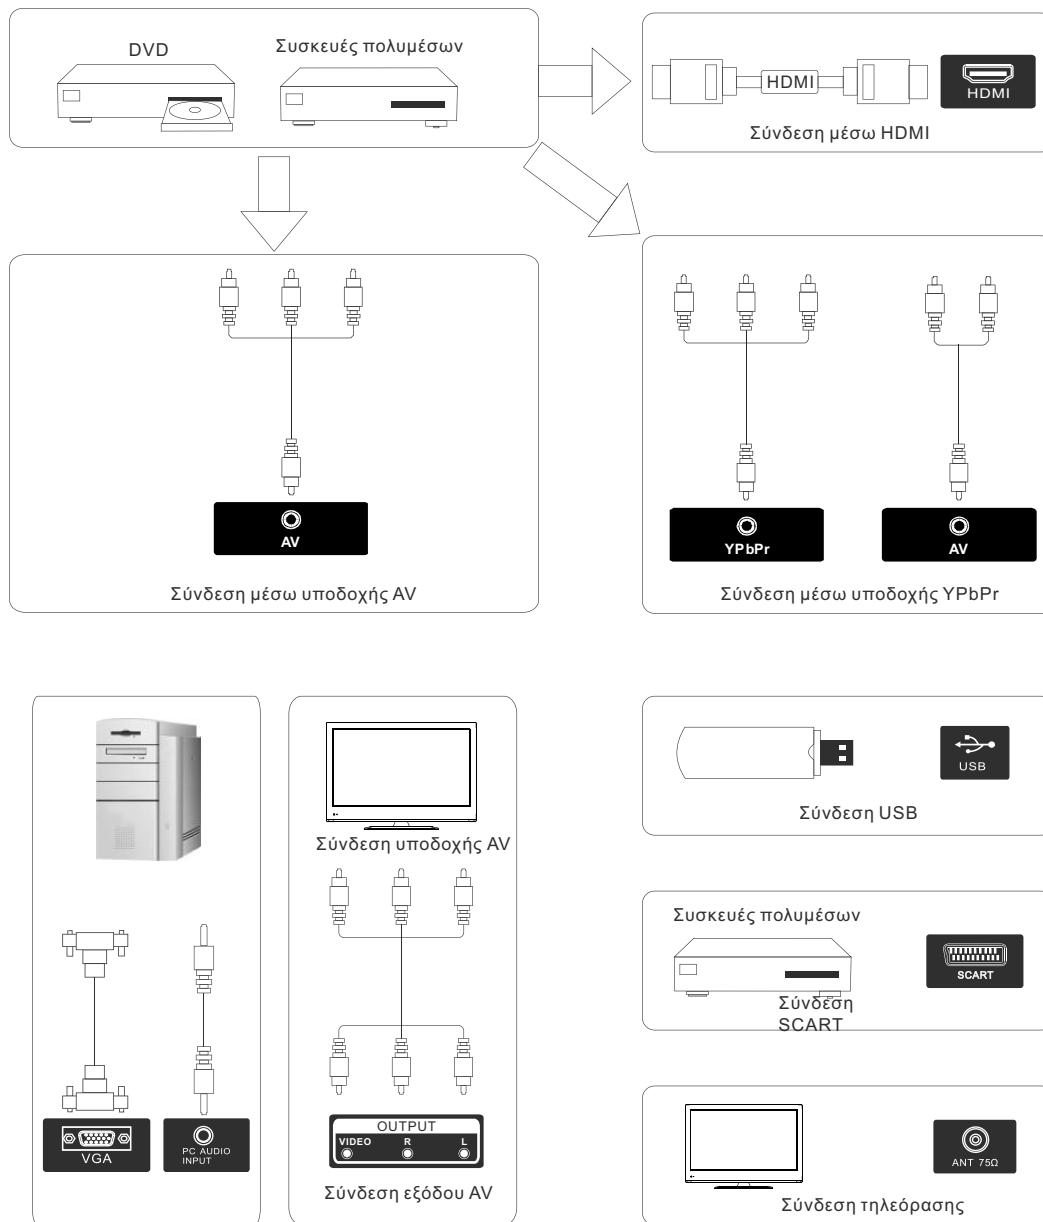 DVD
Συσκευές πολυμέσων
HDMI
HDMI
Σύνδεση μέσω HDMI
AV
Σύνδεση μέσω υποδοχής AV
YPbPr
AV
Σύνδεση μέσω υποδοχής YPbPr
VGA
PC AUDIO
INPUT
Σύνδεση υποδοχής AV
OUTPUT
VIDEO R L
Σύνδεση εξόδου AV
USB
Σύνδεση USB
Συσκευές πολυμέσων
SCART
Σύνδεση
SCART
ANT 75Ω
Σύνδεση τηλεόρασης